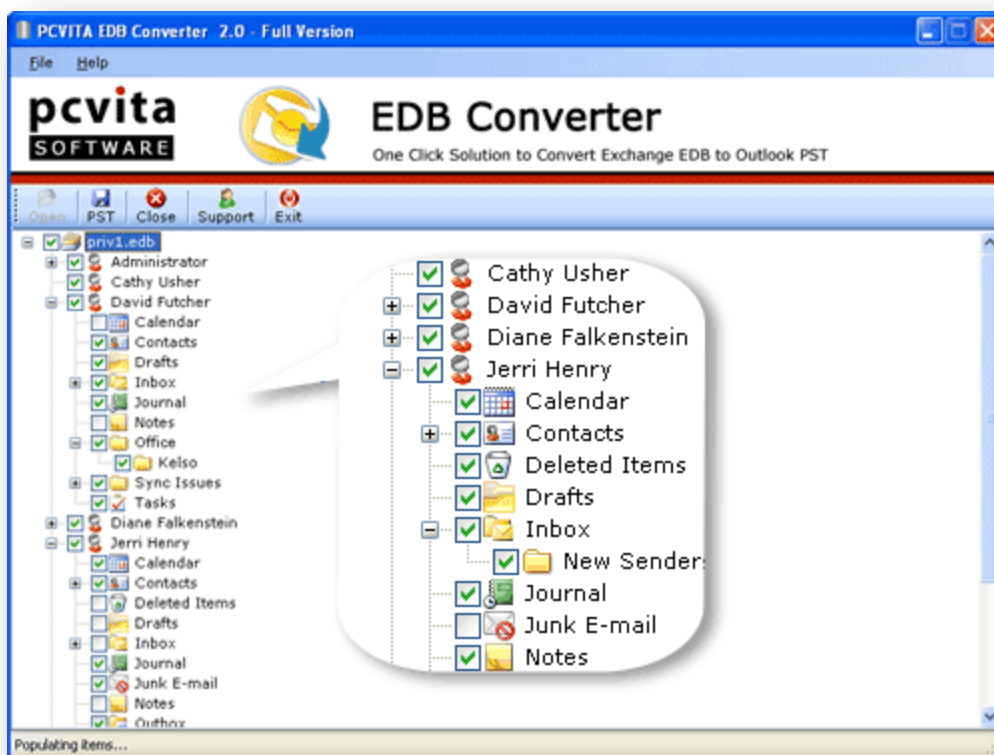 PCVITA EDB Converter 2.0 - Full Version
File Help
pcvita
SOFTWARE
EDB Converter
One Click Solution to Convert Exchange EDB to Outlook PST
Open PST Close Support Exit
priv1.edb
Administrator
Cathy Usher
David Futcher
Calendar
Contacts
Drafts
Inbox
Journal
Notes
Office
Kelso
Sync Issues
Tasks
Diane Falkenstein
Jerri Henry
Calendar
Contacts
Deleted Items
Drafts
Inbox
Journal
Junk E-mail
Notes
Outbox
Cathy Usher
David Futcher
Diane Falkenstein
Jerri Henry
Calendar
Contacts
Deleted Items
Drafts
Inbox
New Senders
Journal
Junk E-mail
Notes
Populating items...